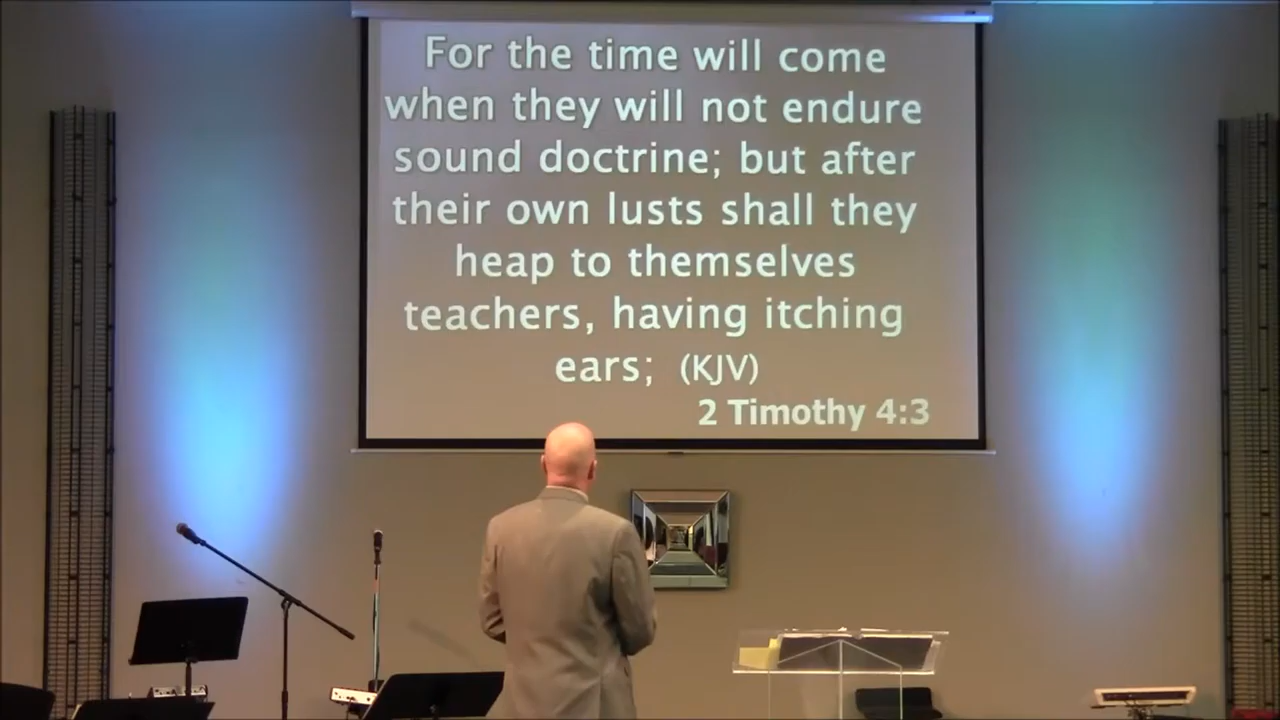 For the time will come
when they will not endure
sound doctrine; but after
their own lusts shall they
heap to themselves
teachers, having itching
ears; (KJV)
2 Timothy 4:3